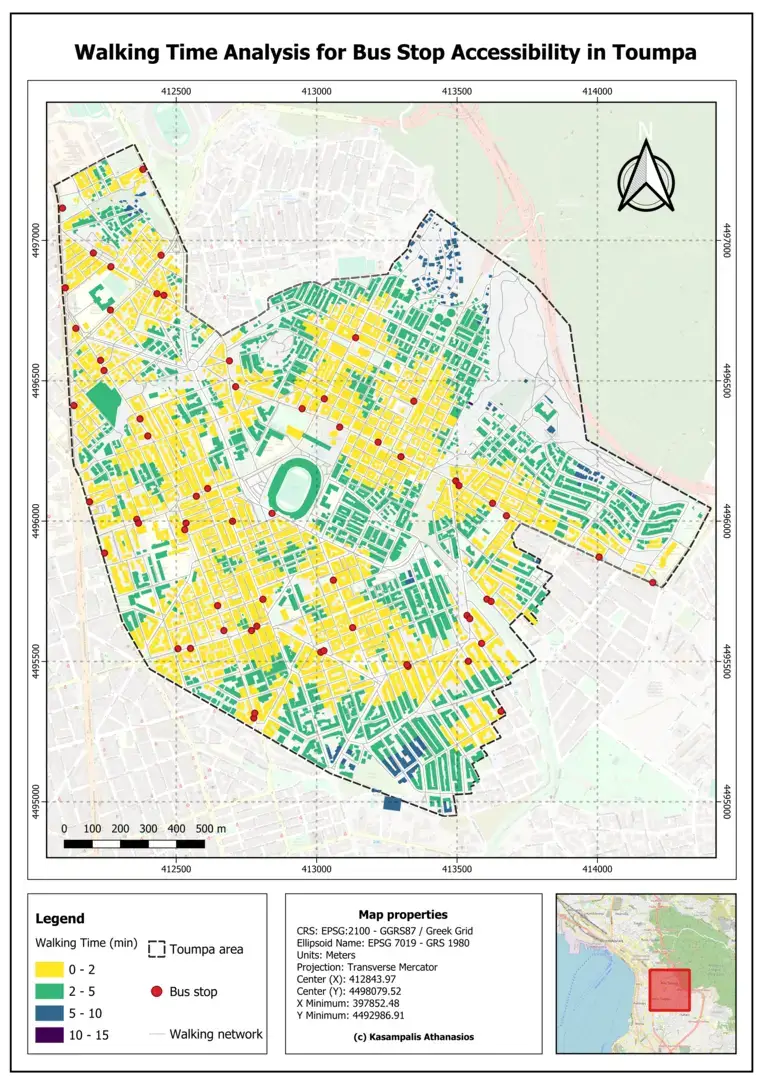 Walking Time Analysis for Bus Stop Accessibility in Toumpa
412500 413000 413500 414000
N
4497000 4497000
4496500 4496500
4496000 4496000
4495500 4495500
4495000 4495000
0 100 200 300 400 500 m
412500 413000 413500 414000
Legend
Walking Time (min)
0 - 2
2 - 5
5 - 10
10 - 15
Toumpa area
Bus stop
Walking network
Map properties
CRS: EPSG:2100 - GGRS87 / Greek Grid
Ellipsoid Name: EPSG 7019 - GRS 1980
Units: Meters
Projection: Transverse Mercator
Center (X): 412843.97
Center (Y): 4498079.52
X Minimum: 397852.48
Y Minimum: 4492986.91
(c) Kasampalis Athanasios